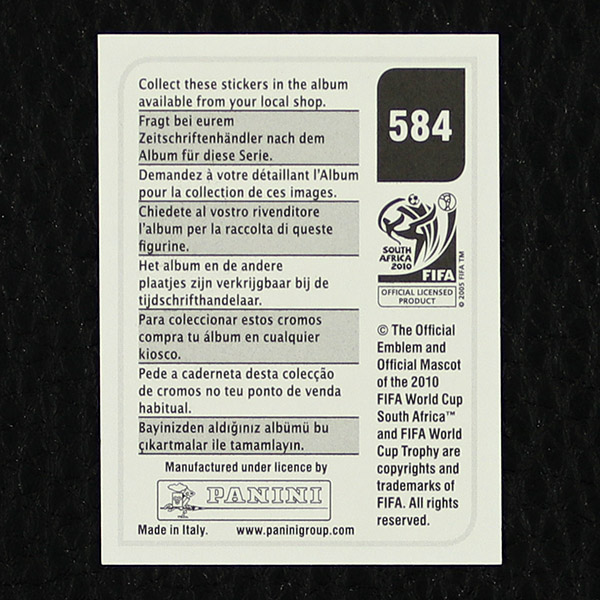 Collect these stickers in the album
available from your local shop.
Fragt bei eurem
Zeitschriftenhändler nach dem
Album für diese Serie.
Demandez à votre détaillant l'Album
pour la collection de ces images.
Chiedete al vostro rivenditore
l'album per la raccolta di queste
figurine.
Het album en de andere
plaatjes zijn verkrijgbaar bij de
tijdschrifthandelaar.
Para coleccionar estos cromos
compra tu álbum en cualquier
kiosco.
Pede a caderneta desta colecção
de cromos no teu ponto de venda
habitual.
Bayinizden aldığınız albümü bu
çıkartmalar ile tamamlayın.
Manufactured under licence by
PANINI
Made in Italy. www.paninigroup.com
584
SOUTH
AFRICA
2010
FIFA
OFFICIAL LICENSED
PRODUCT
© 2005 FIFA TM
© The Official
Emblem and
Official Mascot
of the 2010
FIFA World Cup
South Africa™
and FIFA World
Cup Trophy are
copyrights and
trademarks of
FIFA. All rights
reserved.